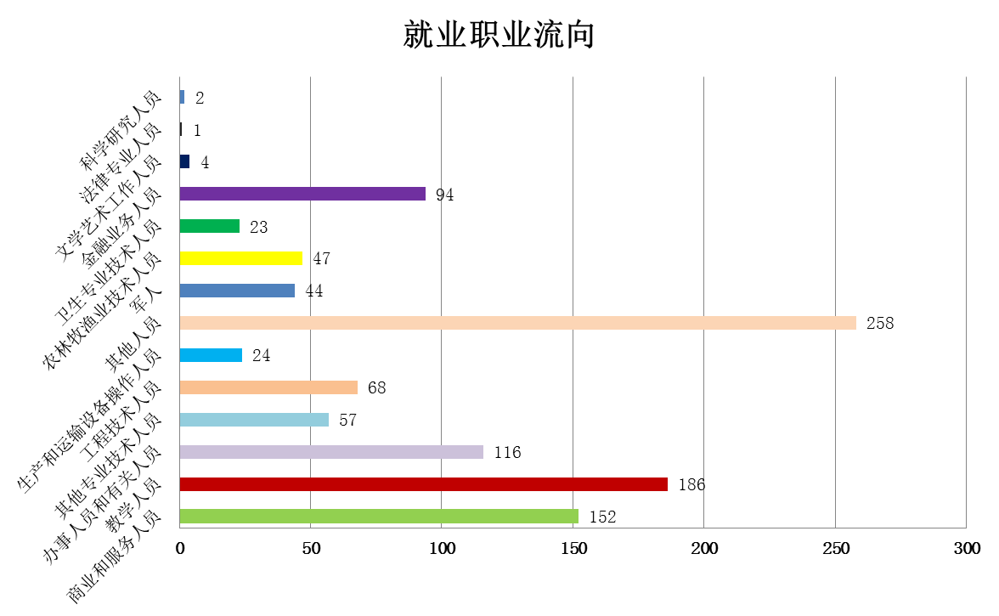 就业职业流向
科学研究人员
2
法律专业人员
1
文学艺术工作人员
4
金融业务人员
94
卫生专业技术人员
23
农林牧渔业技术人员
47
军人
44
其他人员
258
生产和运输设备操作人员
24
工程技术人员
68
其他专业技术人员
57
办事人员和有关人员
116
教学人员
186
商业和服务人员
152
0 50 100 150 200 250 300